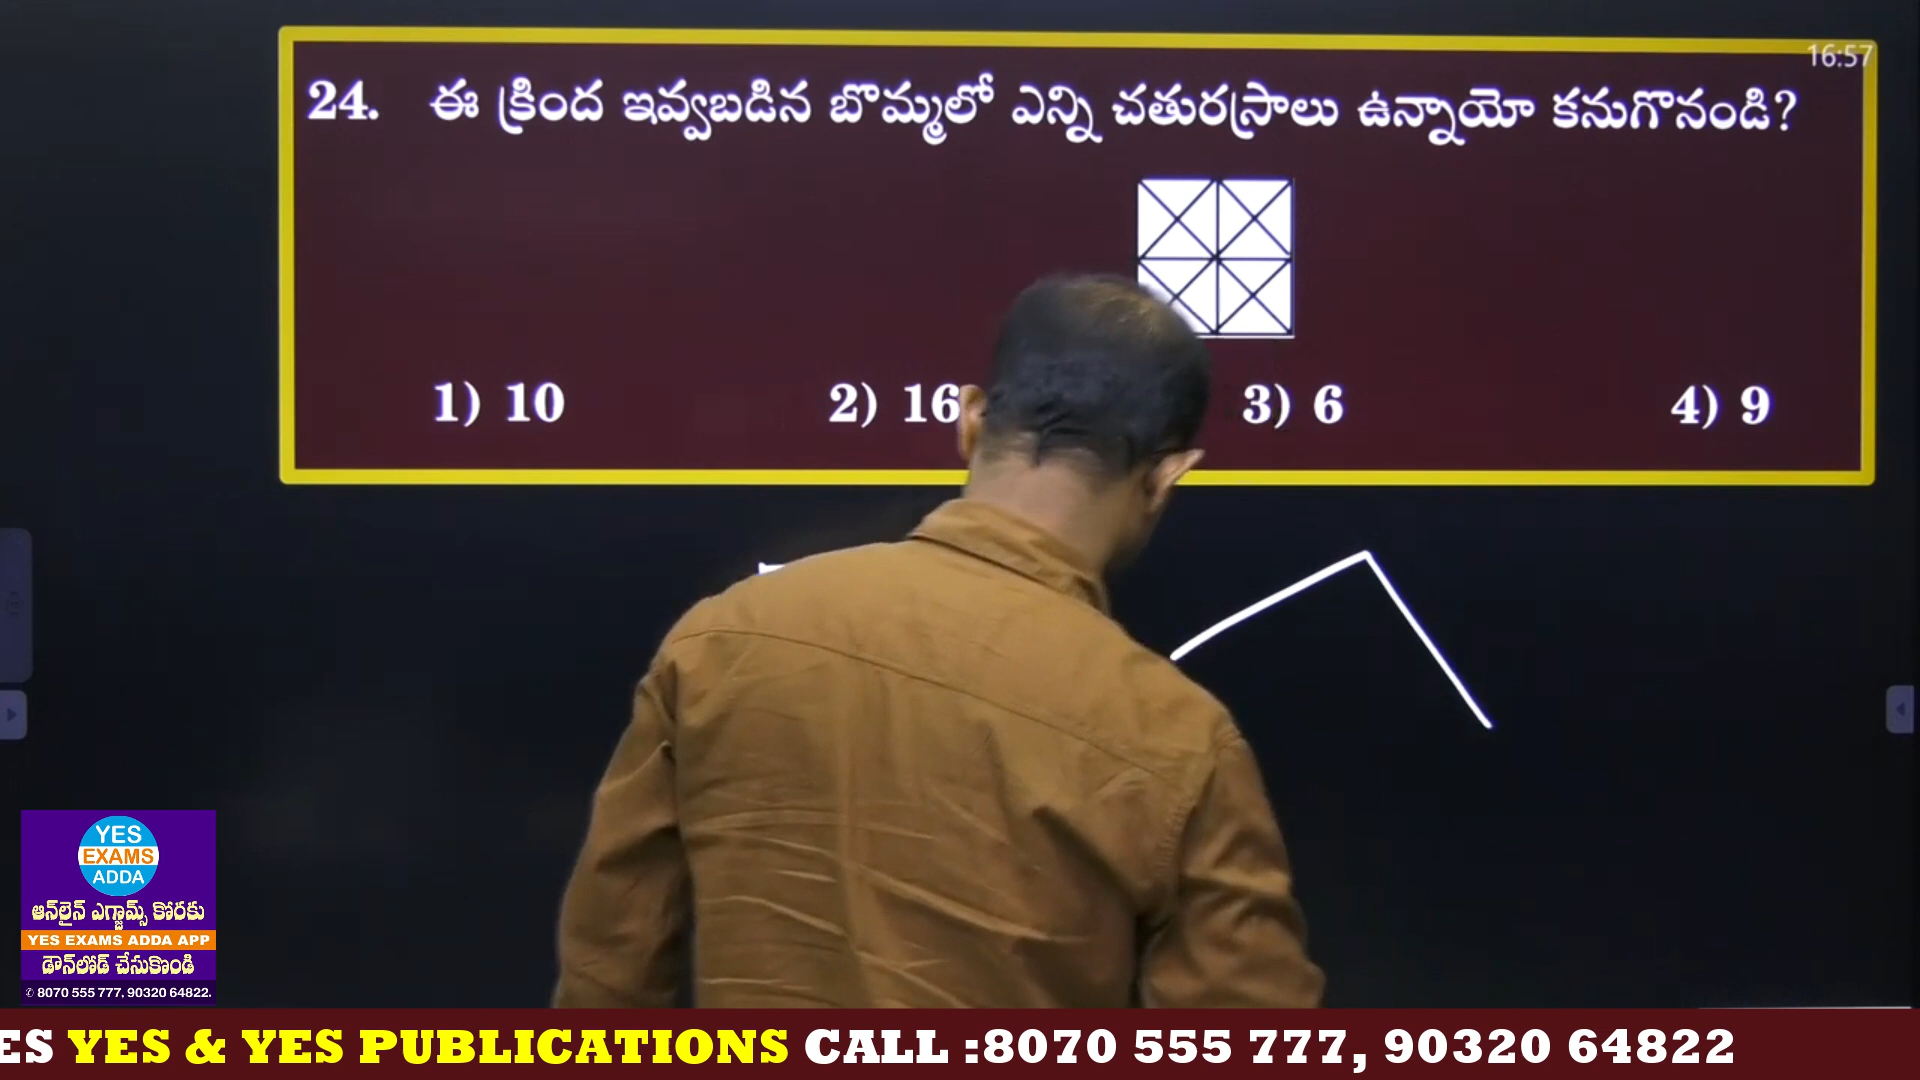 16:57
24. ఈ క్రింద ఇవ్వబడిన బొమ్మలో ఎన్ని చతురస్రాలు ఉన్నాయో కనుగొనండి?
1) 10 2) 16 3) 6 4) 9
YES
EXAMS
ADDA
ఆన్‌లైన్ ఎగ్జామ్స్ కోరకు
YES EXAMS ADDA APP
డౌన్‌లోడ్ చేసుకొండి
✆ 8070 555 777, 90320 64822.
ES YES & YES PUBLICATIONS CALL :8070 555 777, 90320 64822